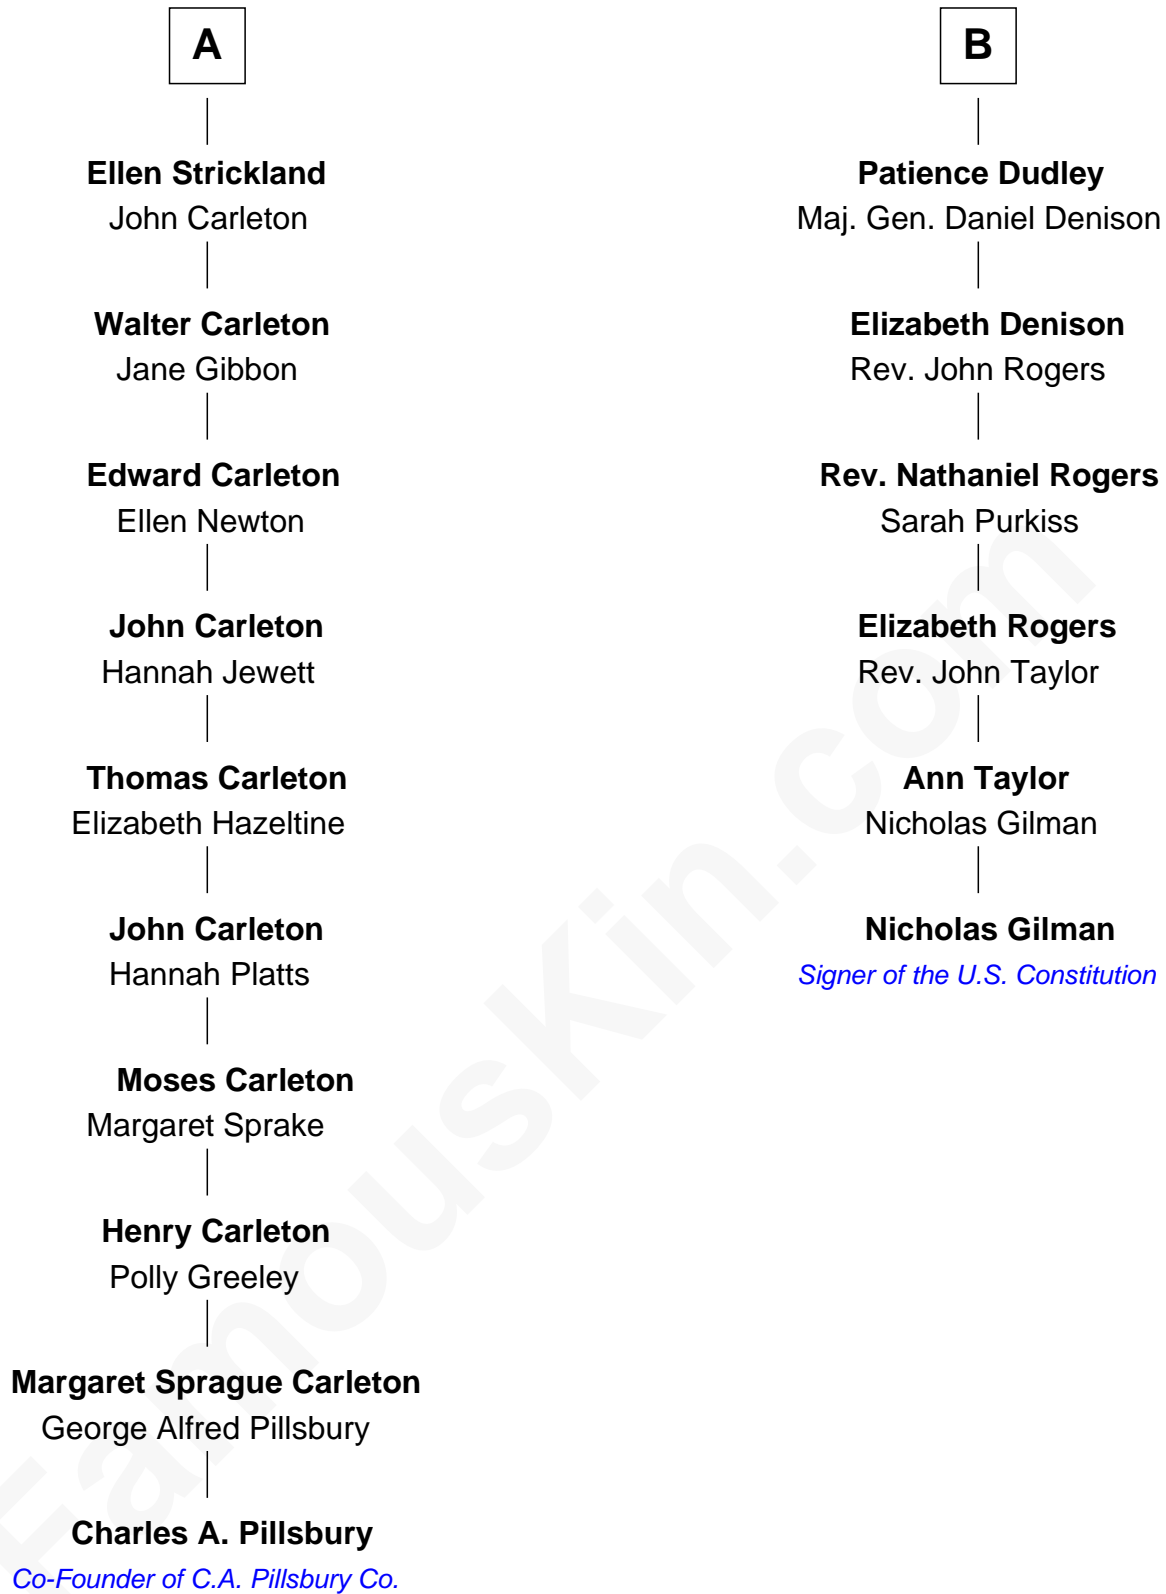 A
Ellen Strickland
John Carleton
Walter Carleton
Jane Gibbon
Edward Carleton
Ellen Newton
John Carleton
Hannah Jewett
Thomas Carleton
Elizabeth Hazeltine
John Carleton
Hannah Platts
Moses Carleton
Margaret Sprake
Henry Carleton
Polly Greeley
Margaret Sprague Carleton
George Alfred Pillsbury
Charles A. Pillsbury
Co-Founder of C.A. Pillsbury Co.
B
Patience Dudley
Maj. Gen. Daniel Denison
Elizabeth Denison
Rev. John Rogers
Rev. Nathaniel Rogers
Sarah Purkiss
Elizabeth Rogers
Rev. John Taylor
Ann Taylor
Nicholas Gilman
Nicholas Gilman
Signer of the U.S. Constitution
FamousKin.com